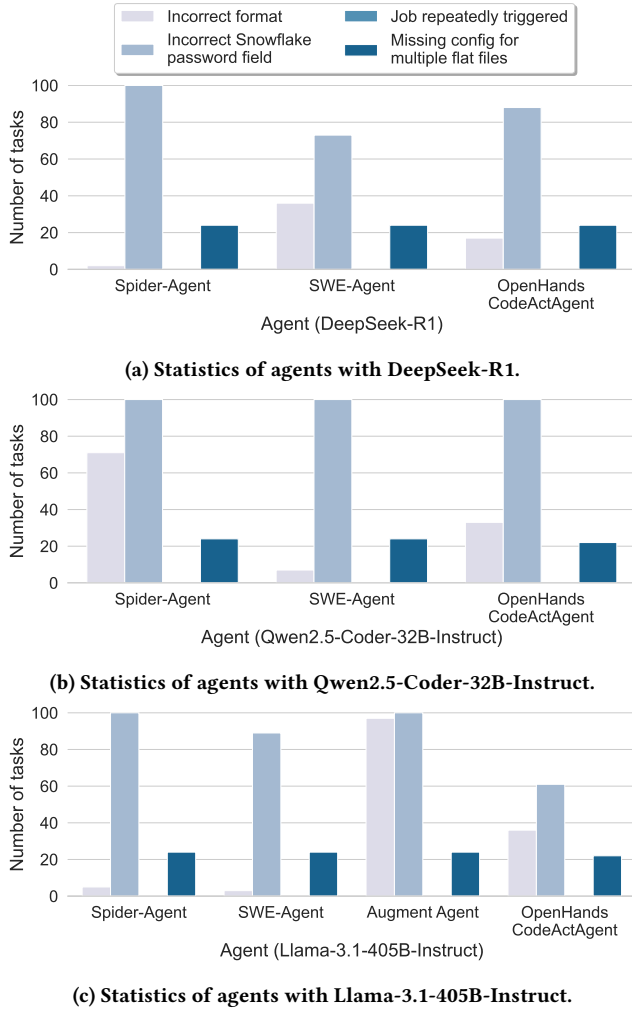 Incorrect format
Incorrect Snowflake
password field
Job repeatedly triggered
Missing config for
multiple flat files
Number of tasks
100
80
60
40
20
0
Spider-Agent
SWE-Agent
OpenHands
CodeActAgent
Agent (DeepSeek-R1)
(a) Statistics of agents with DeepSeek-R1.
Number of tasks
100
80
60
40
20
0
Spider-Agent
SWE-Agent
OpenHands
CodeActAgent
Agent (Qwen2.5-Coder-32B-Instruct)
(b) Statistics of agents with Qwen2.5-Coder-32B-Instruct.
Number of tasks
100
80
60
40
20
0
Spider-Agent
SWE-Agent
Augment Agent
OpenHands
CodeActAgent
Agent (Llama-3.1-405B-Instruct)
(c) Statistics of agents with Llama-3.1-405B-Instruct.